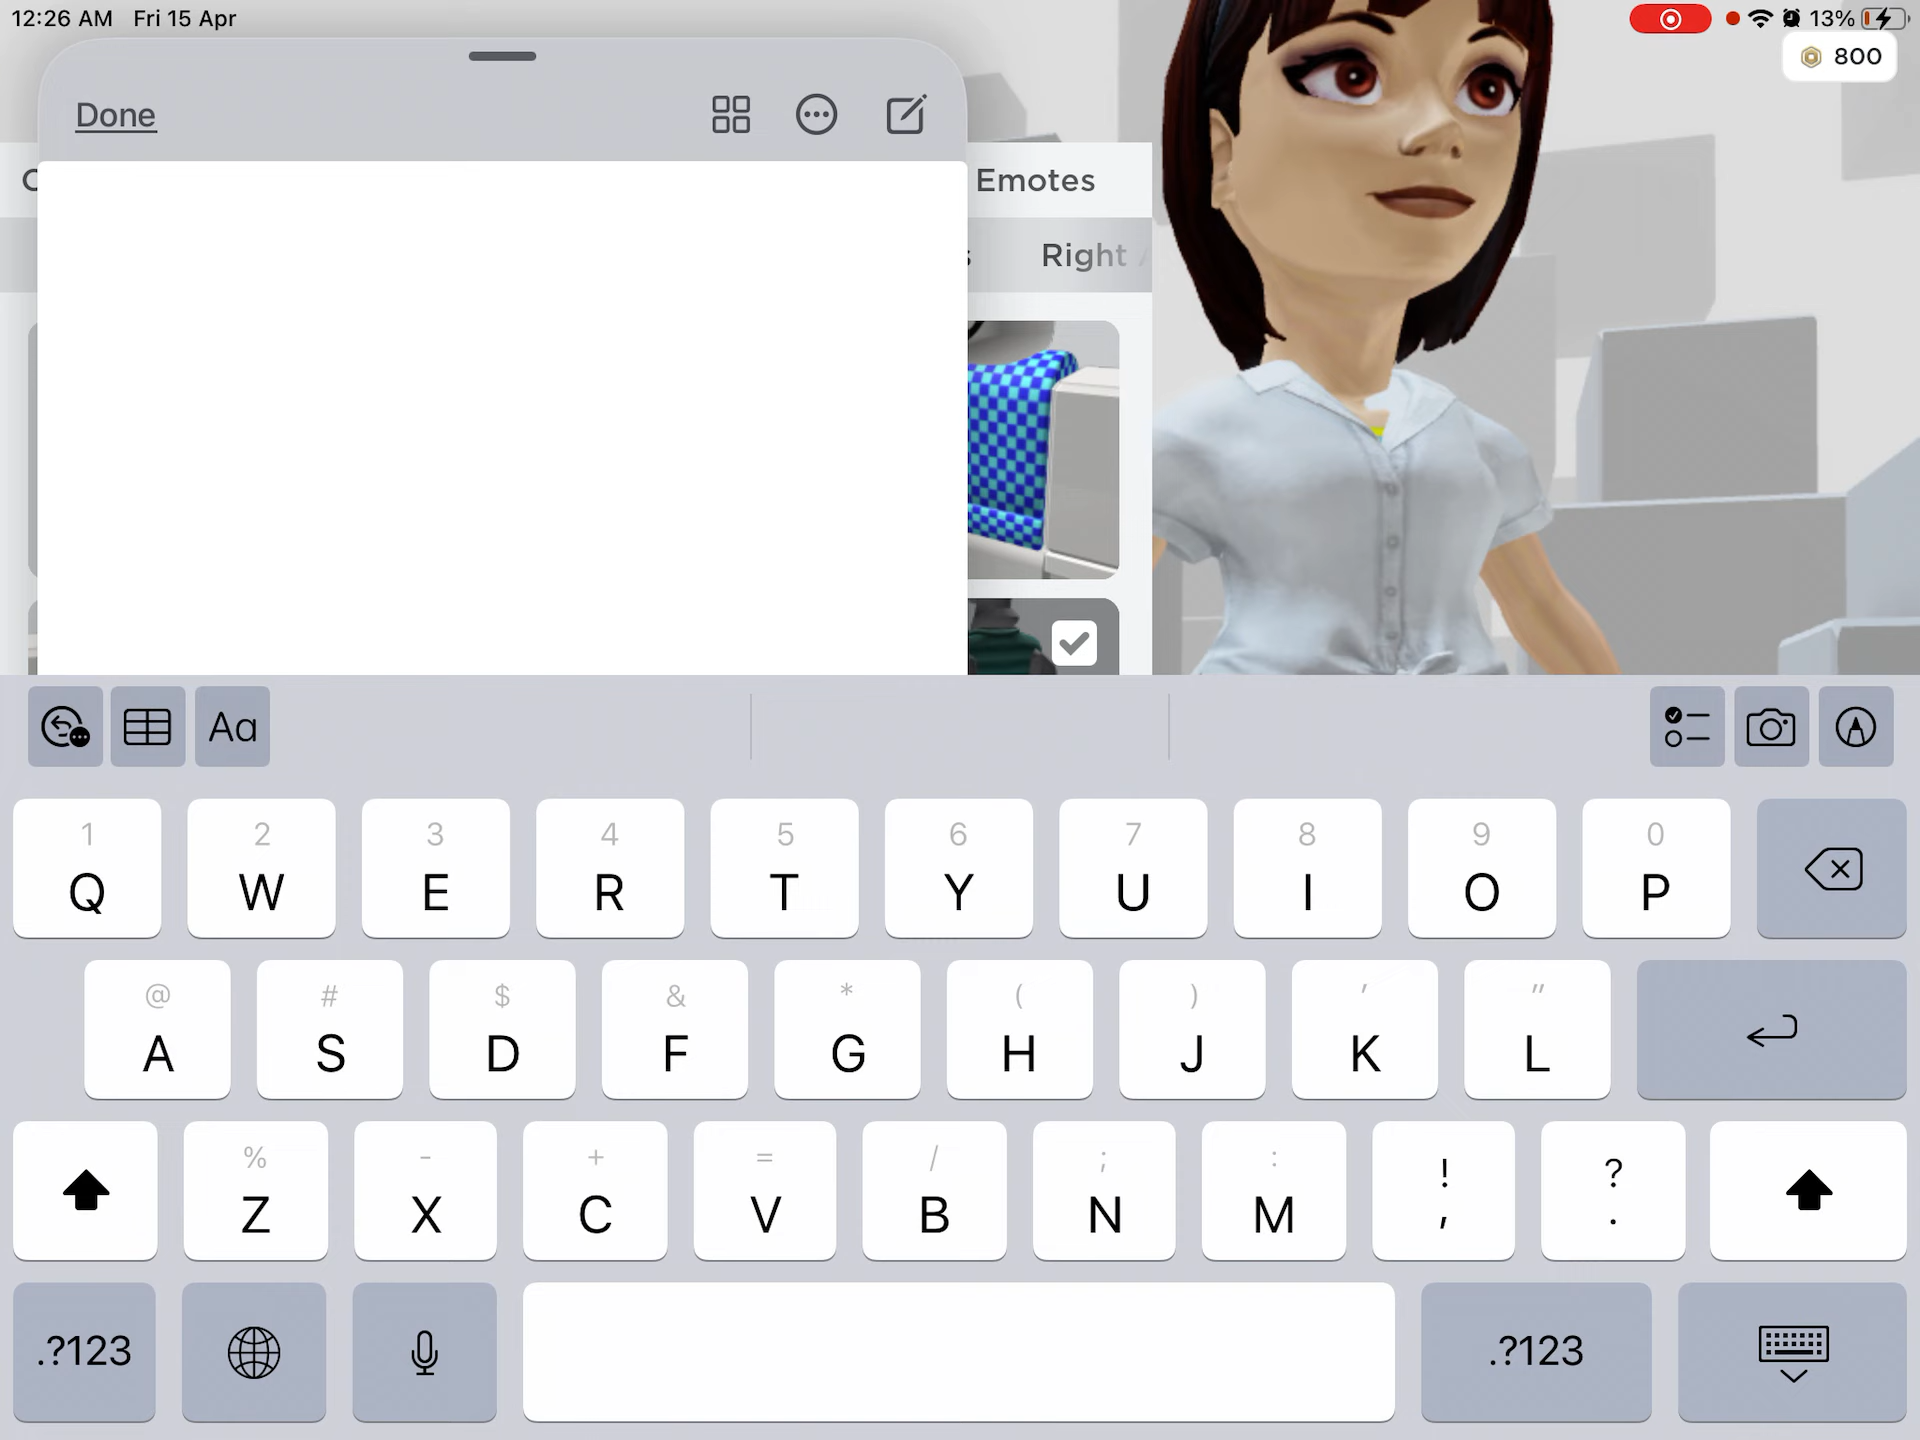 12:26 AM Fri 15 Apr
13%
800
Done
Emotes
Right
Aa
1 2 3 4 5 6 7 8 9 0
Q W E R T Y U I O P
@ # $ & * ( ) ' "
A S D F G H J K L
% - + = / ; : ! ?
Z X C V B N M , .
.?123 .?123